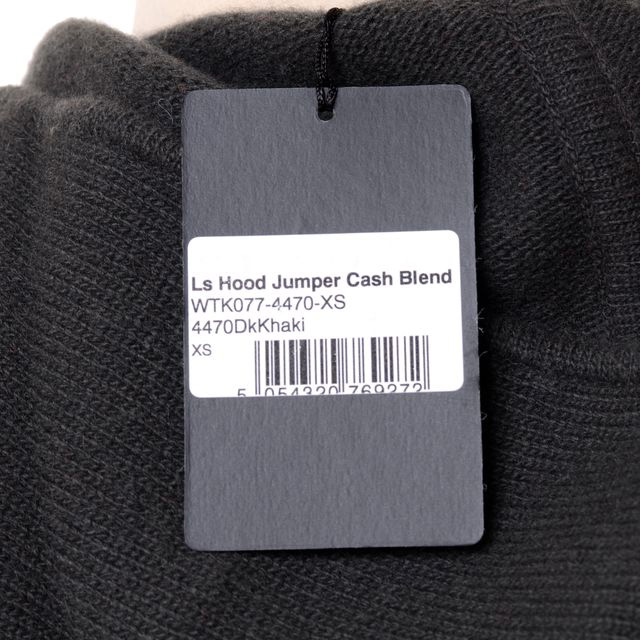 Ls Hood Jumper Cash Blend
WTK077-4470-XS
4470DkKhaki
XS
5 054320 769272